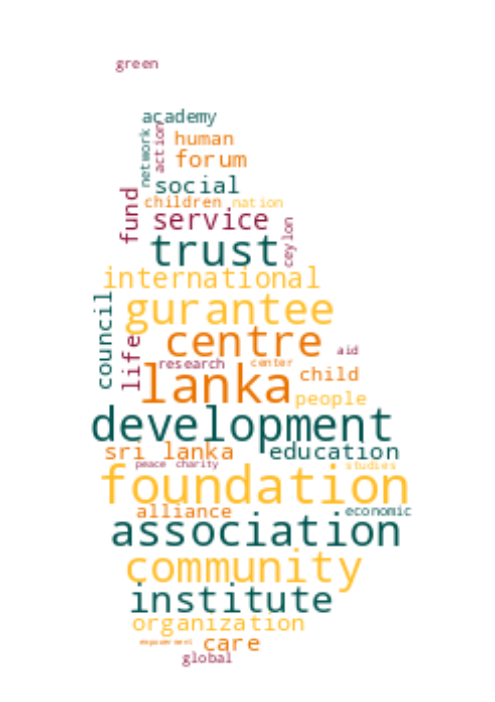 green
academy
network
action
human
forum
social
children nation
fund
service
ceylon
trust
international
council
gurantee
centre
life
aid
research
center
lanka
child
people
development
sri lanka
education
peace charity
studies
foundation
alliance
economic
association
community
institute
organization
empowerment
care
global